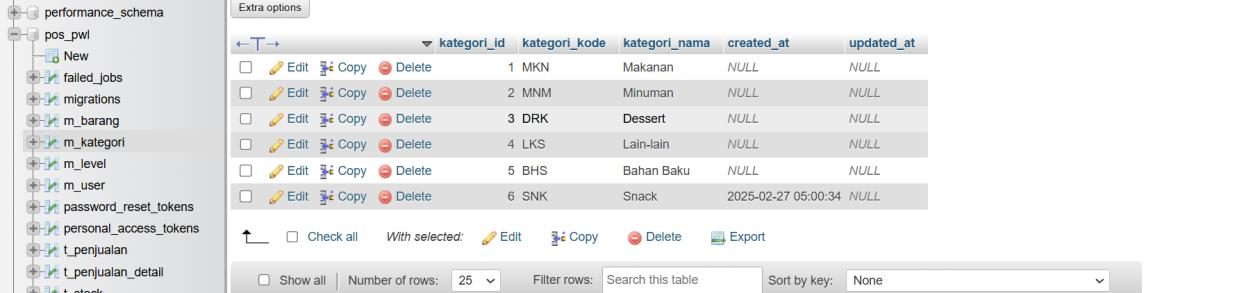 performance_schema
pos_pwl
New
failed_jobs
migrations
m_barang
m_kategori
m_level
m_user
password_reset_tokens
personal_access_tokens
t_penjualan
t_penjualan_detail
t_stock
Extra options
kategori_id kategori_kode kategori_nama created_at updated_at
Edit Copy Delete 1 MKN Makanan NULL NULL
Edit Copy Delete 2 MNM Minuman NULL NULL
Edit Copy Delete 3 DRK Dessert NULL NULL
Edit Copy Delete 4 LKS Lain-lain NULL NULL
Edit Copy Delete 5 BHS Bahan Baku NULL NULL
Edit Copy Delete 6 SNK Snack 2025-02-27 05:00:34 NULL
Check all With selected: Edit Copy Delete Export
Show all Number of rows: 25 Filter rows: Search this table Sort by key: None